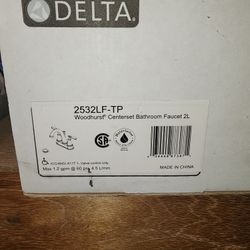 DELTA
2532LF-TP
Woodhurst® Centerset Bathroom Faucet 2L
Max 1.2 gpm @ 60 psi, 4.5 L/min
MADE IN CHINA